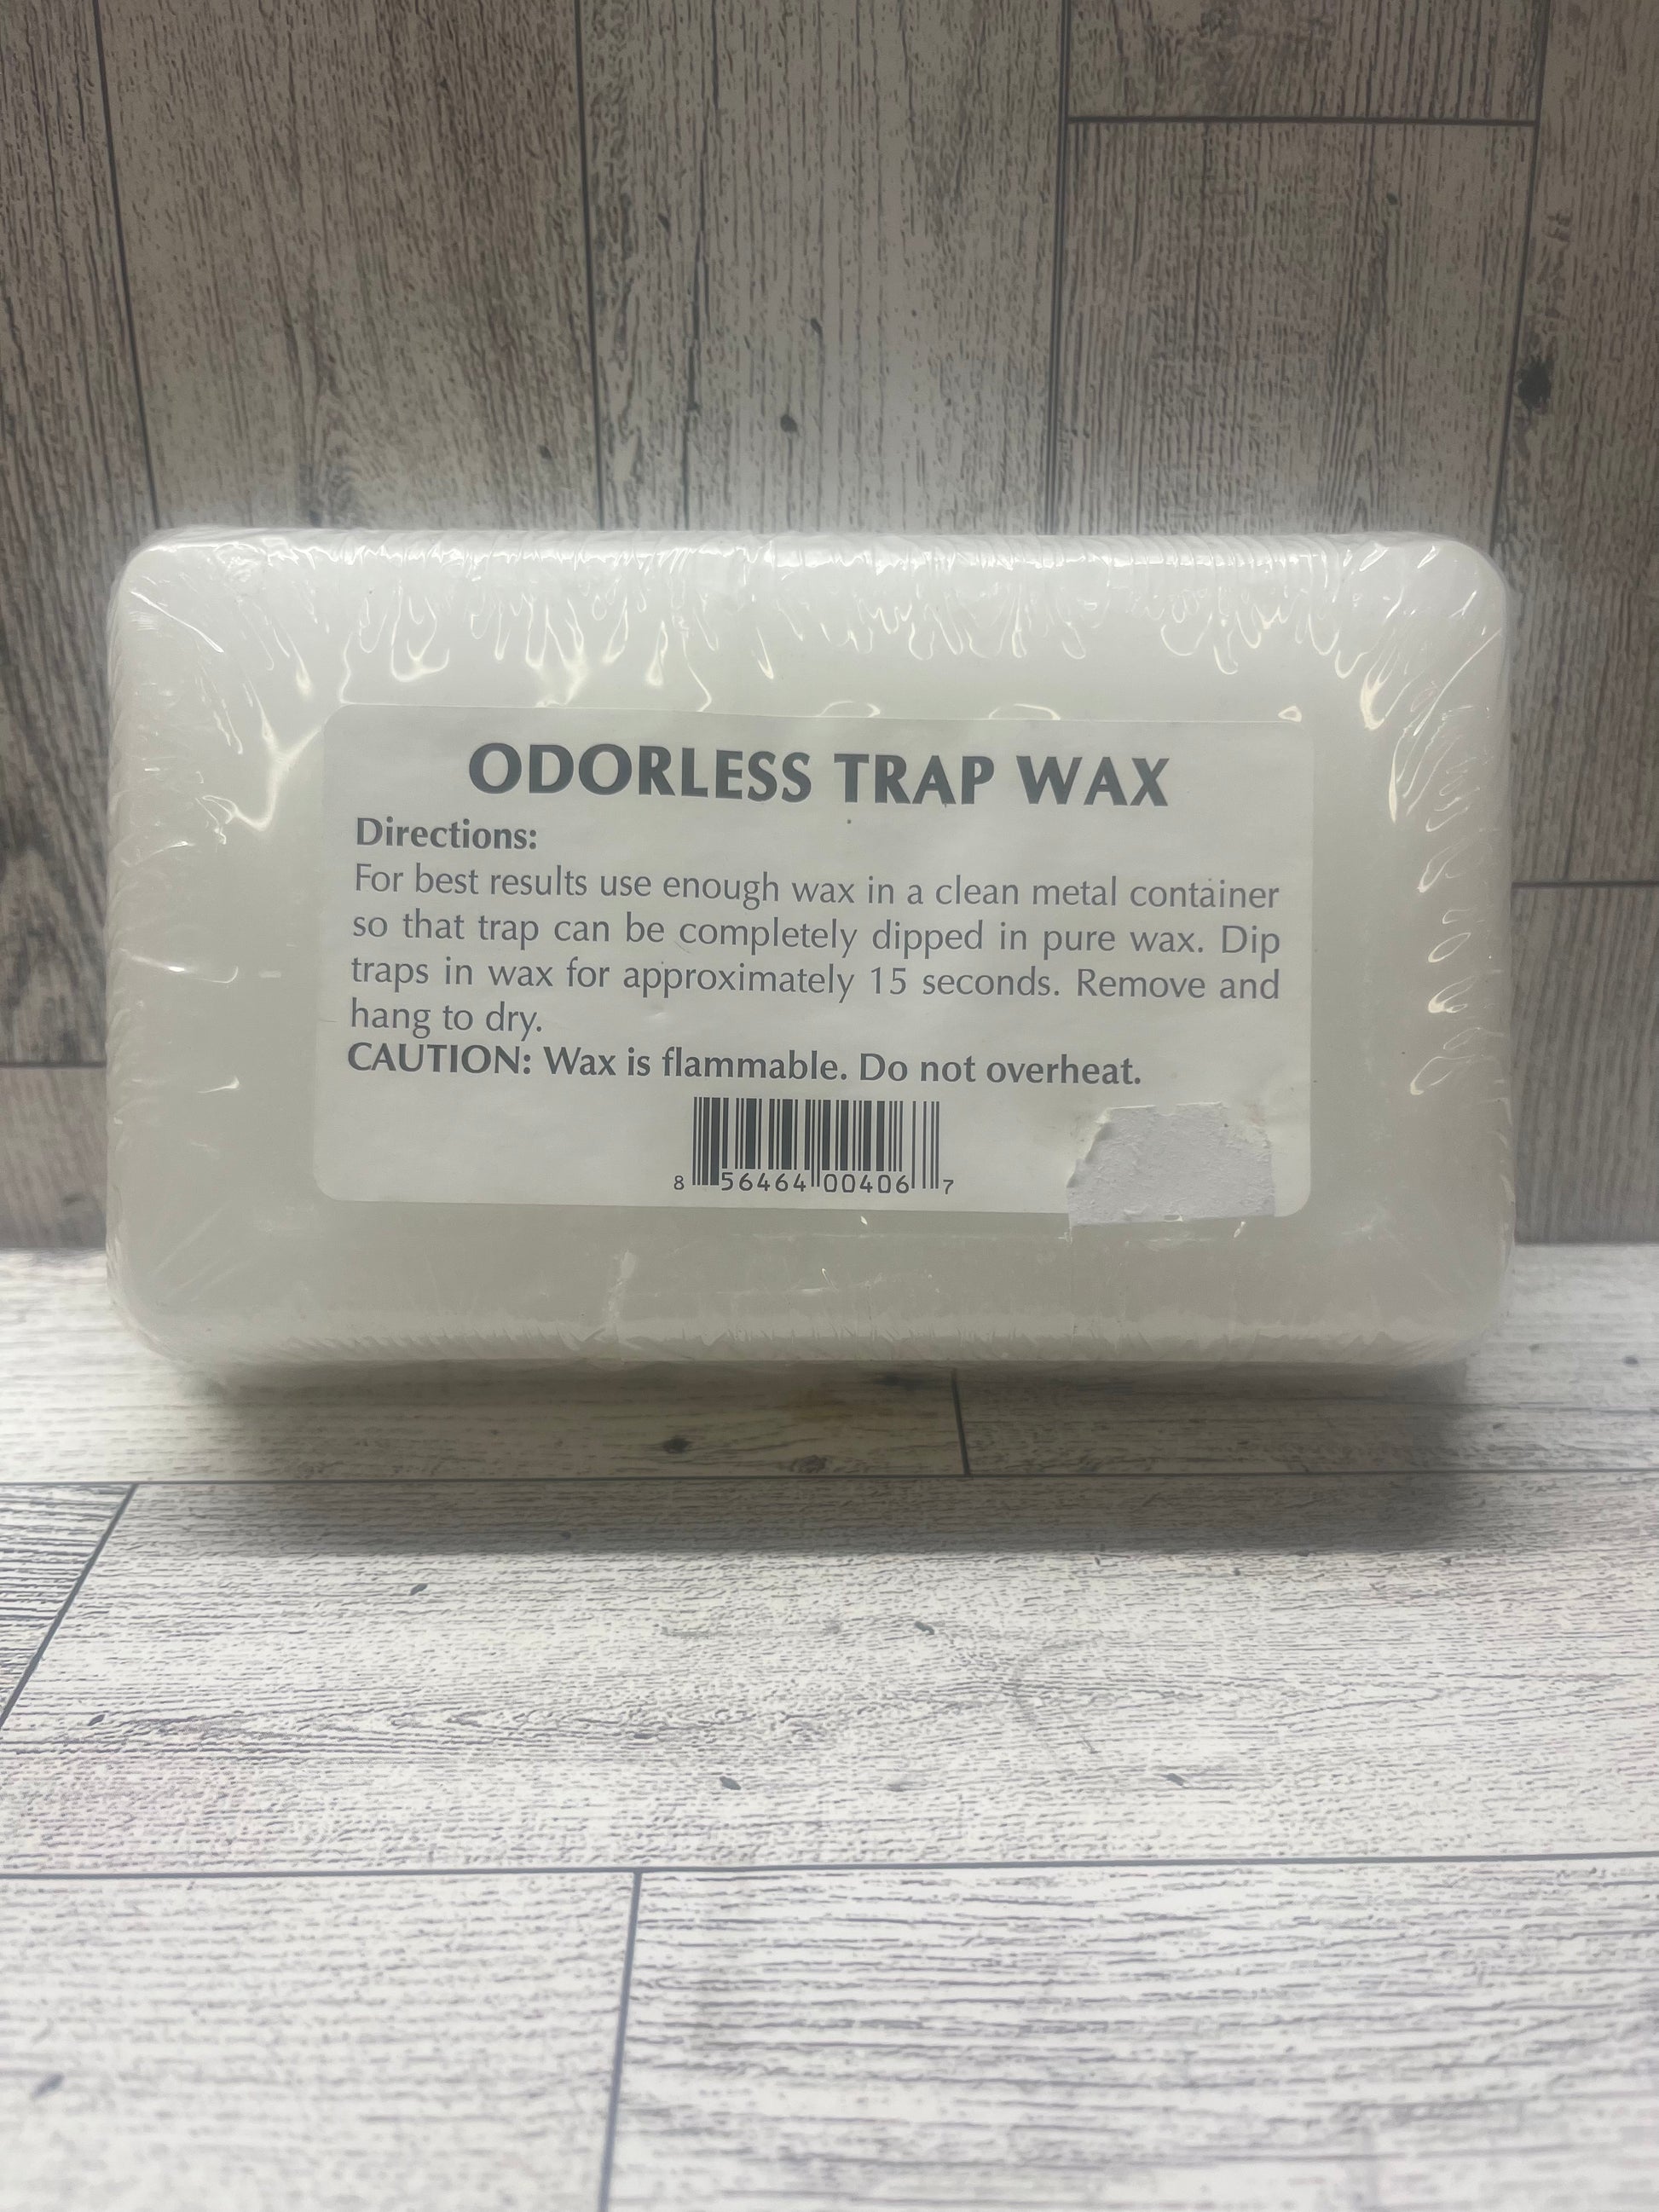 ODORLESS TRAP WAX
Directions:
For best results use enough wax in a clean metal container
so that trap can be completely dipped in pure wax. Dip
traps in wax for approximately 15 seconds. Remove and
hang to dry.
CAUTION: Wax is flammable. Do not overheat.
8 56464 00406 7